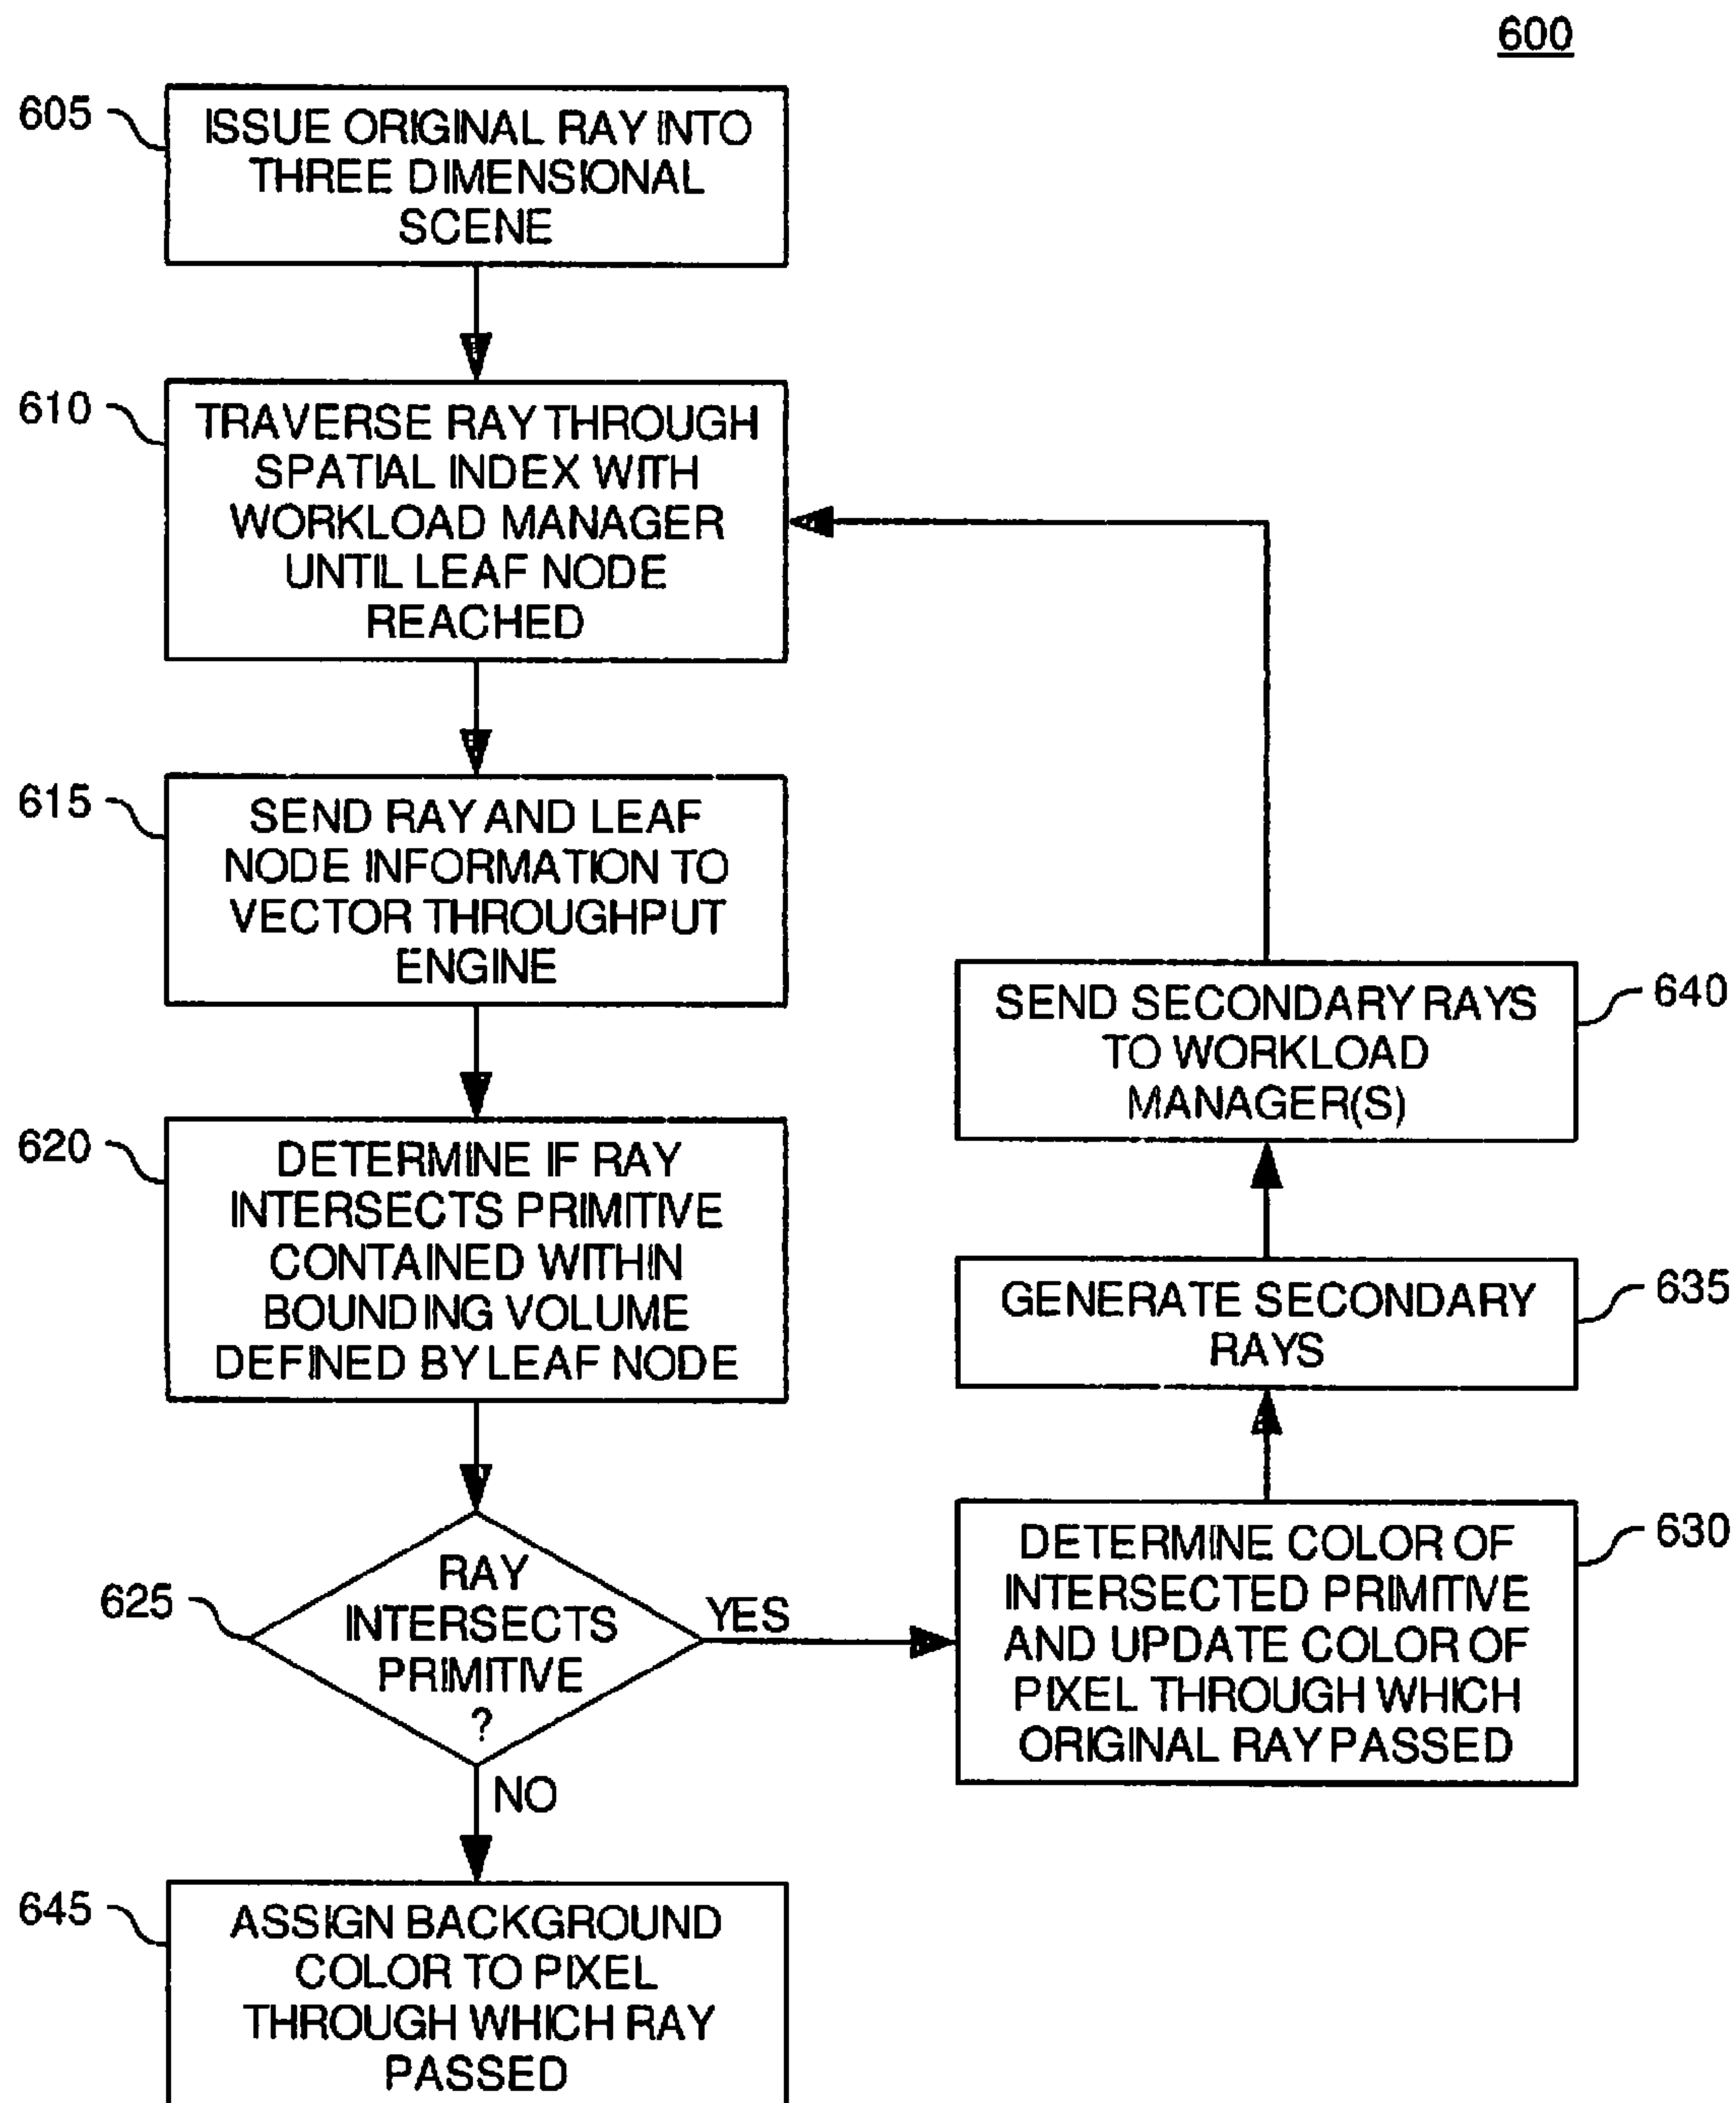 600
605
ISSUE ORIGINAL RAY INTO
THREE DIMENSIONAL
SCENE
610
TRAVERSE RAY THROUGH
SPATIAL INDEX WITH
WORKLOAD MANAGER
UNTIL LEAF NODE
REACHED
615
SEND RAY AND LEAF
NODE INFORMATION TO
VECTOR THROUGHPUT
ENGINE
620
DETERMINE IF RAY
INTERSECTS PRIMITIVE
CONTAINED WITHIN
BOUNDING VOLUME
DEFINED BY LEAF NODE
625
RAY
INTERSECTS
PRIMITIVE
?
YES
NO
630
DETERMINE COLOR OF
INTERSECTED PRIMITIVE
AND UPDATE COLOR OF
PIXEL THROUGH WHICH
ORIGINAL RAY PASSED
635
GENERATE SECONDARY
RAYS
640
SEND SECONDARY RAYS
TO WORKLOAD
MANAGER(S)
645
ASSIGN BACKGROUND
COLOR TO PIXEL
THROUGH WHICH RAY
PASSED